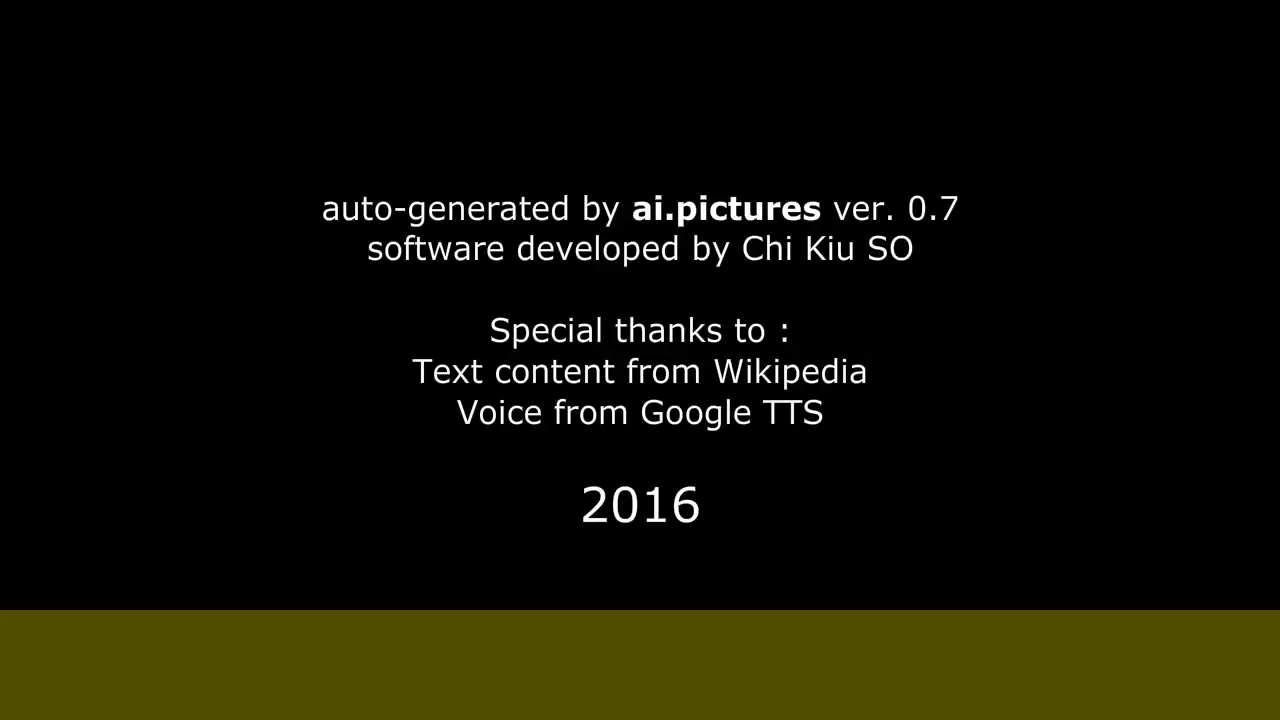 auto-generated by ai.pictures ver. 0.7
software developed by Chi Kiu SO
Special thanks to :
Text content from Wikipedia
Voice from Google TTS
2016